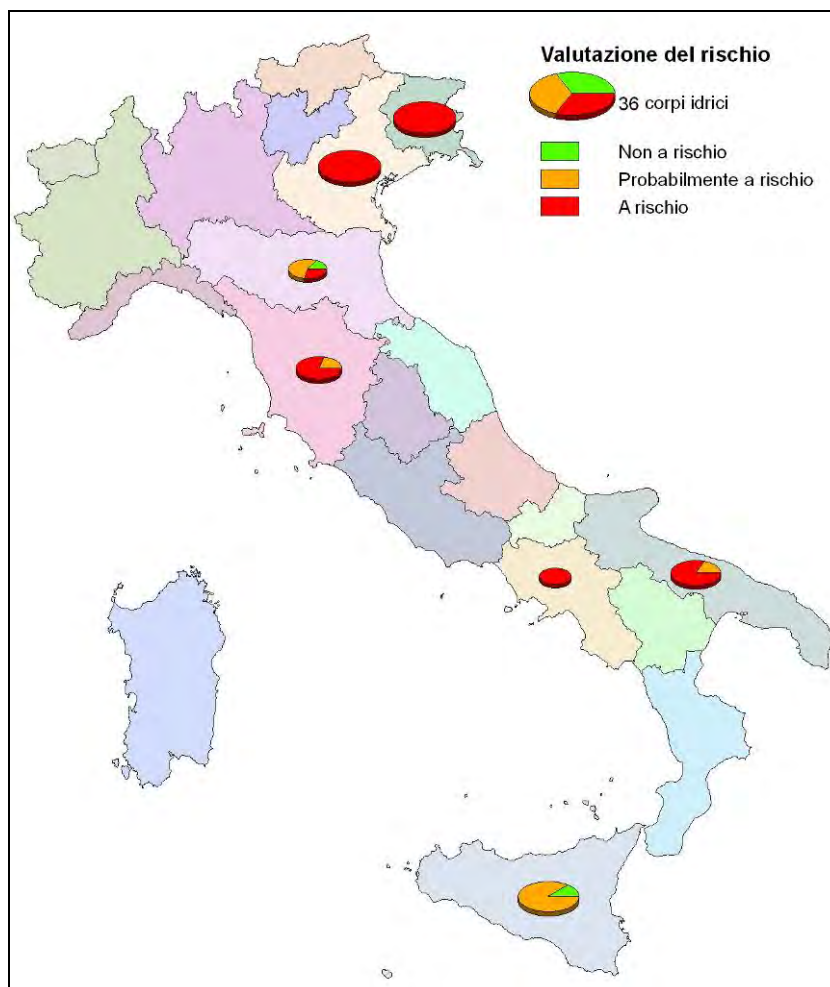 Valutazione del rischio
36 corpi idrici
Non a rischio
Probabilmente a rischio
A rischio